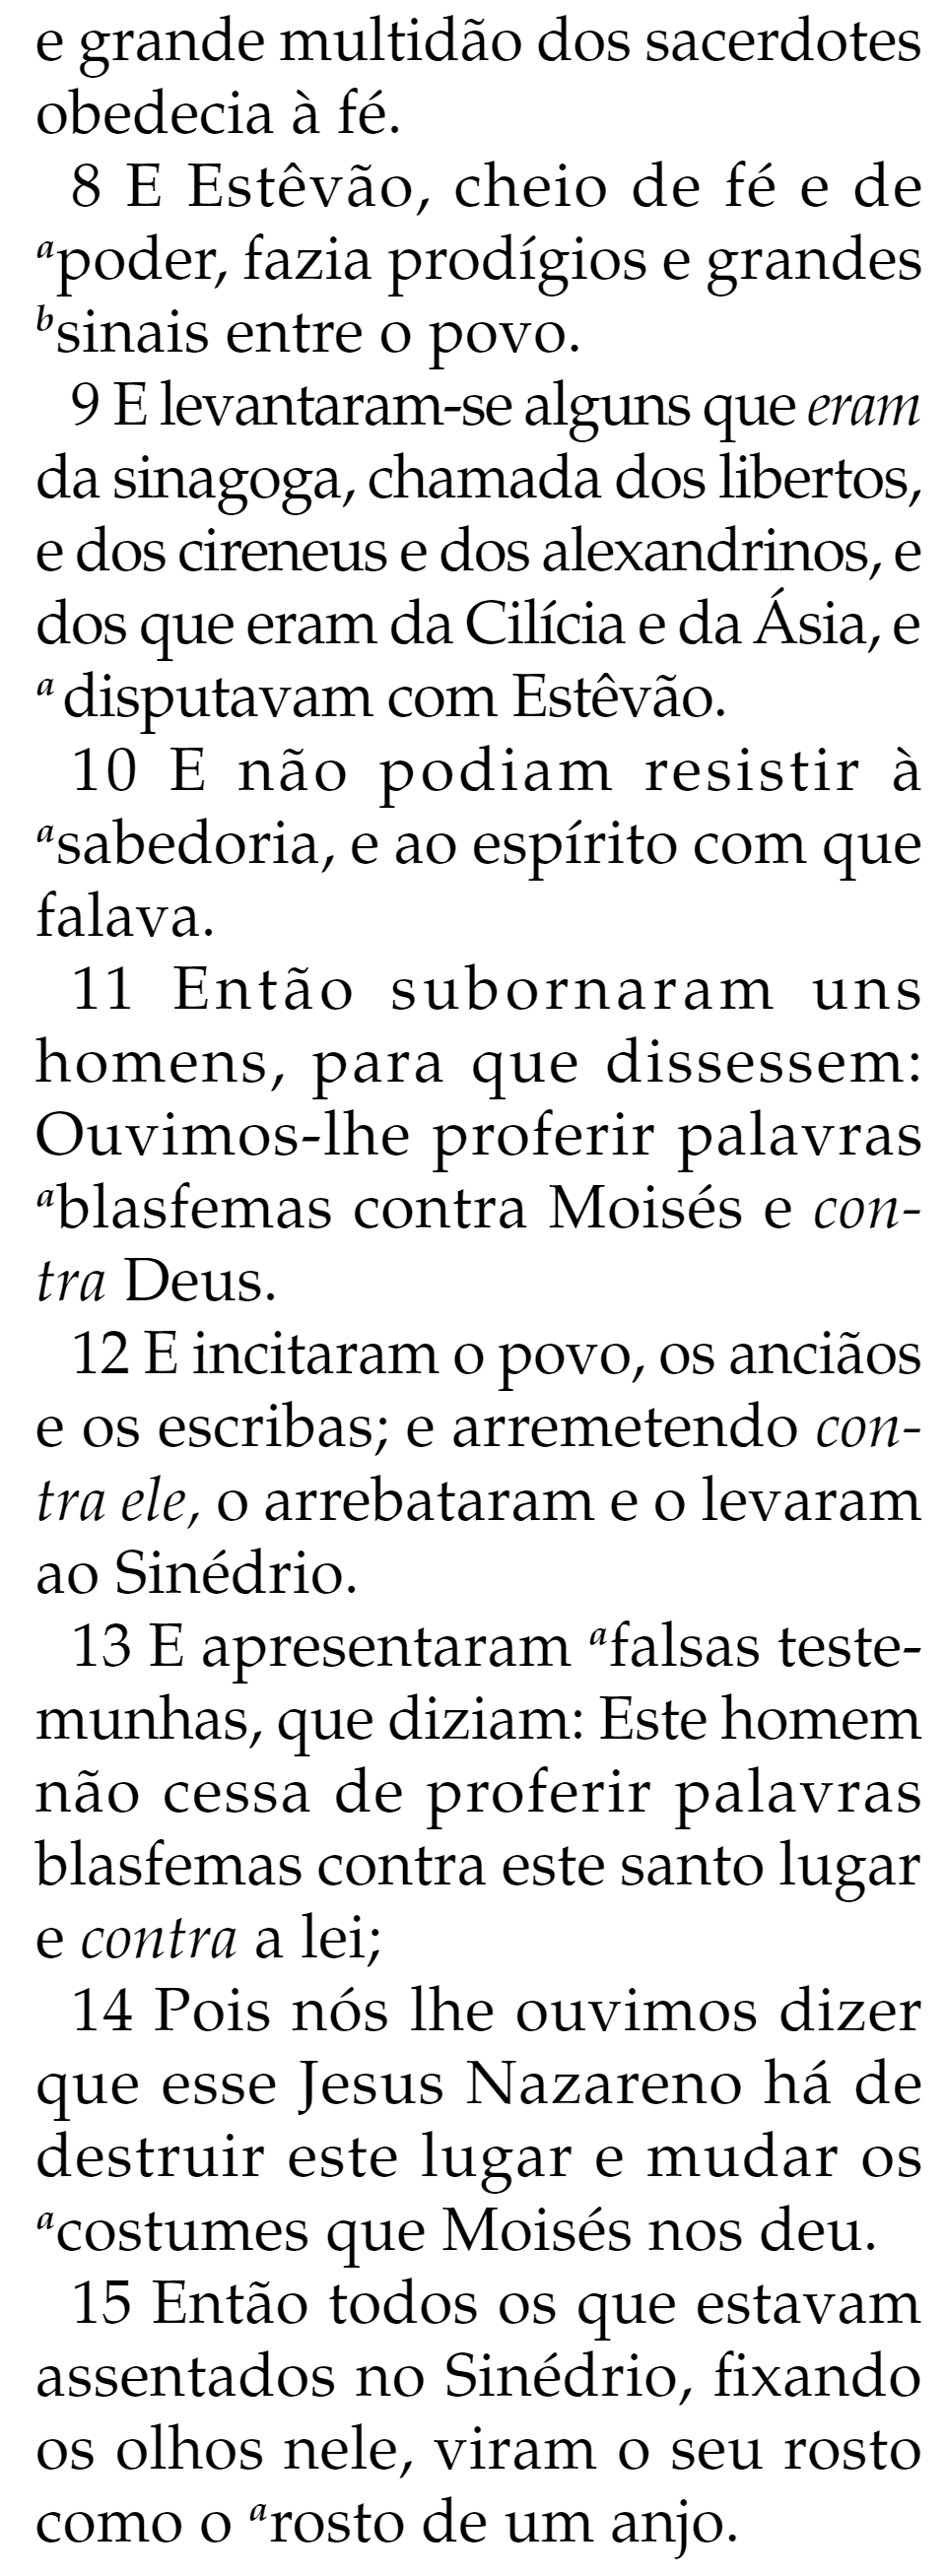 e grande multidão dos sacerdotes
obedecia à fé.
8 E Estêvão, cheio de fé e de
apoder, fazia prodígios e grandes
bsinais entre o povo.
9 E levantaram-se alguns que eram
da sinagoga, chamada dos libertos,
e dos cireneus e dos alexandrinos, e
dos que eram da Cilícia e da Ásia, e
a disputavam com Estêvão.
10 E não podiam resistir à
asabedoria, e ao espírito com que
falava.
11 Então subornaram uns
homens, para que dissessem:
Ouvimos-lhe proferir palavras
ablasfemas contra Moisés e con-
tra Deus.
12 E incitaram o povo, os anciãos
e os escribas; e arremetendo con-
tra ele, o arrebataram e o levaram
ao Sinédrio.
13 E apresentaram afalsas teste-
munhas, que diziam: Este homem
não cessa de proferir palavras
blasfemas contra este santo lugar
e contra a lei;
14 Pois nós lhe ouvimos dizer
que esse Jesus Nazareno há de
destruir este lugar e mudar os
acostumes que Moisés nos deu.
15 Então todos os que estavam
assentados no Sinédrio, fixando
os olhos nele, viram o seu rosto
como o arosto de um anjo.